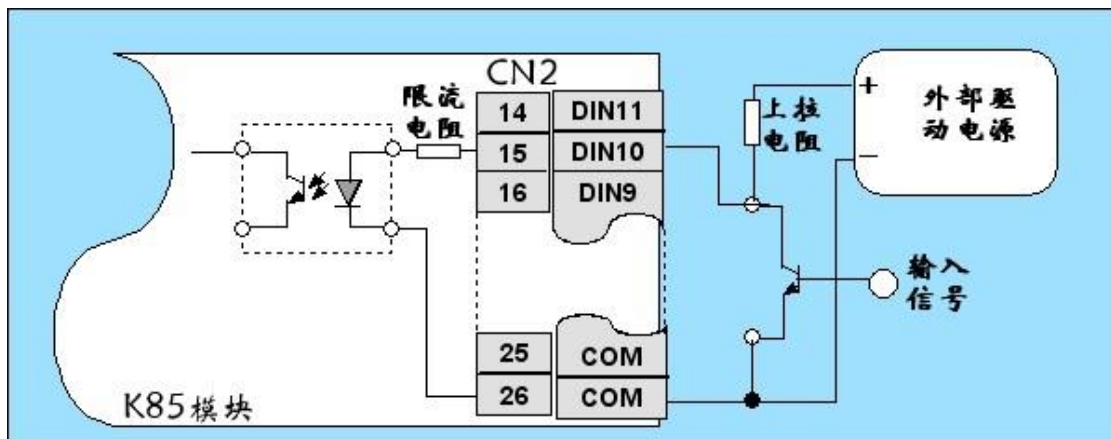 CN2
限流
电阻
14 DIN11
15 DIN10
16 DIN9
上拉
电阻
+
-
外部驱
动电源
输入
信号
25 COM
26 COM
K85模块